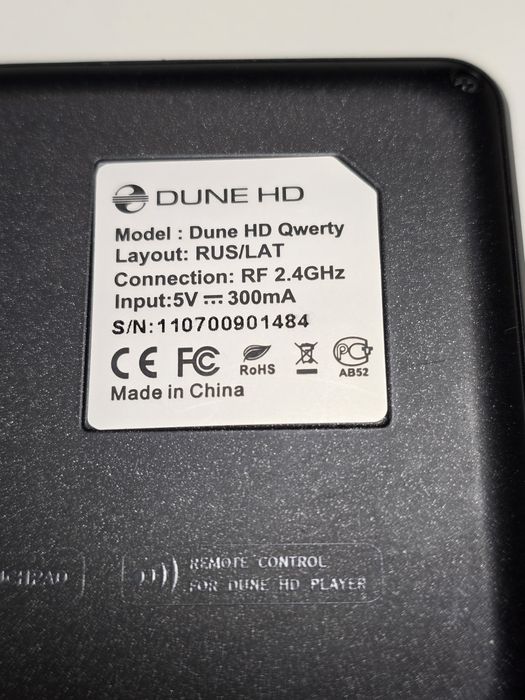 DUNE HD
Model : Dune HD Qwerty
Layout: RUS/LAT
Connection: RF 2.4GHz
Input:5V ⎓ 300mA
S/N:110700901484
CE FC RoHS PCT AB52
Made in China
REMOTE CONTROL
FOR DUNE HD PLAYER